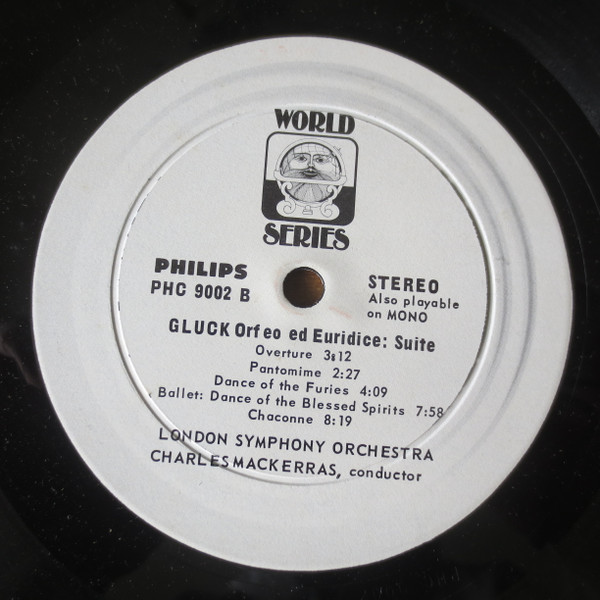 WORLD
SERIES
PHILIPS
PHC 9002 B
STEREO
Also playable
on MONO
GLUCK Orfeo ed Euridice: Suite
Overture 3:12
Pantomime 2:27
Dance of the Furies 4:09
Ballet: Dance of the Blessed Spirits 7:58
Chaconne 8:19
LONDON SYMPHONY ORCHESTRA
CHARLES MACKERRAS, conductor